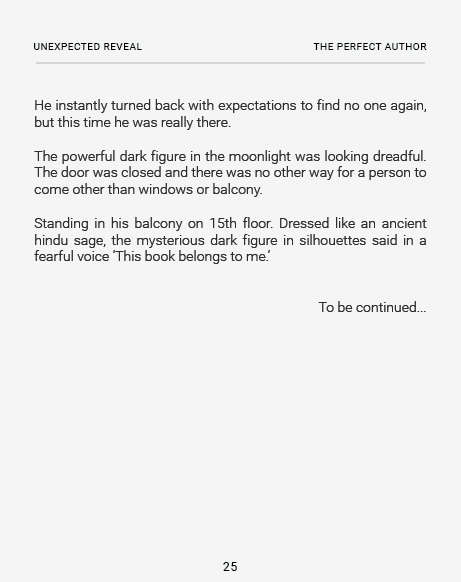 UNEXPECTED REVEAL THE PERFECT AUTHOR
He instantly turned back with expectations to find no one again,
but this time he was really there.
The powerful dark figure in the moonlight was looking dreadful.
The door was closed and there was no other way for a person to
come other than windows or balcony.
Standing in his balcony on 15th floor. Dressed like an ancient
hindu sage, the mysterious dark figure in silhouettes said in a
fearful voice ‘This book belongs to me.’
To be continued...
25